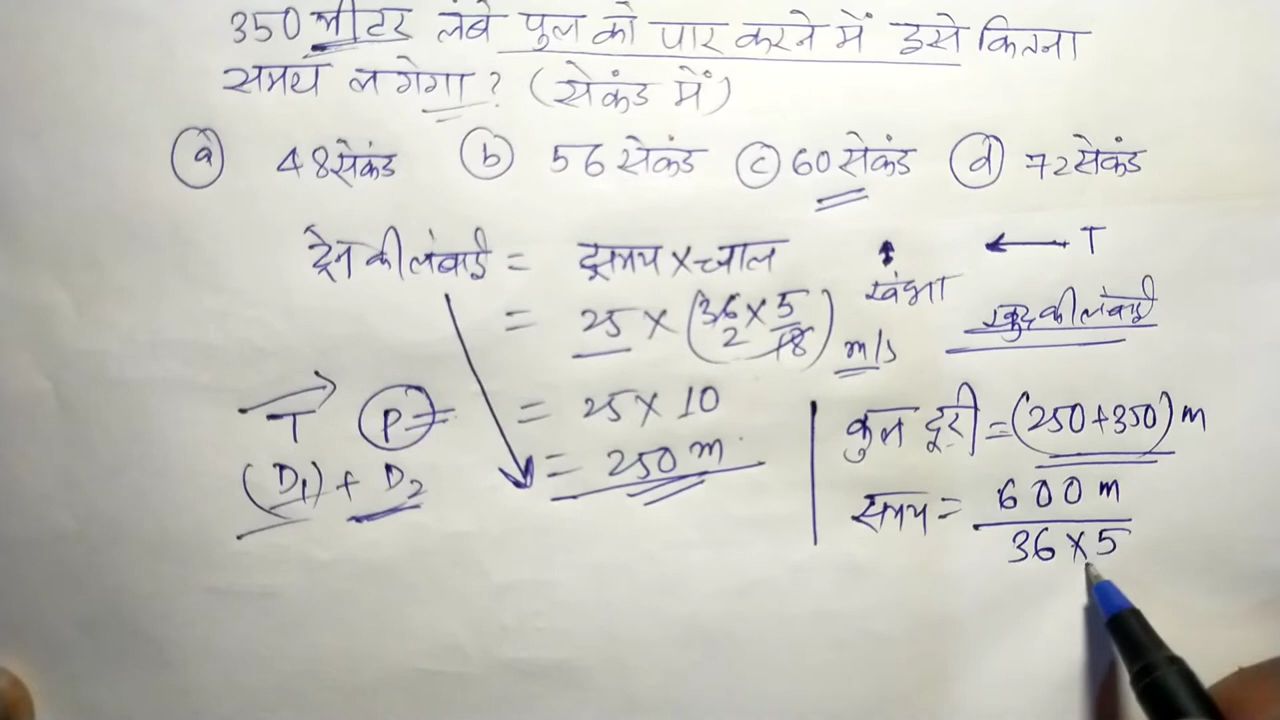 350 मीटर लंबे पुल को पार करने में इसे कितना
समय लगेगा? (सेकंड में)
(a) 48 सेकंड (b) 56 सेकंड (c) 60 सेकंड (d) 72 सेकंड
ट्रेन की लंबाई = समय × चाल
= 25 × (36 × 5/18) m/s
2
खंभा
← T
खुद की लंबाई
= 25 × 10
= 250 m
→
T (P) =
(D₁) + D₂
कुल दूरी = (250+350) m
समय = 600 m
36 × 5